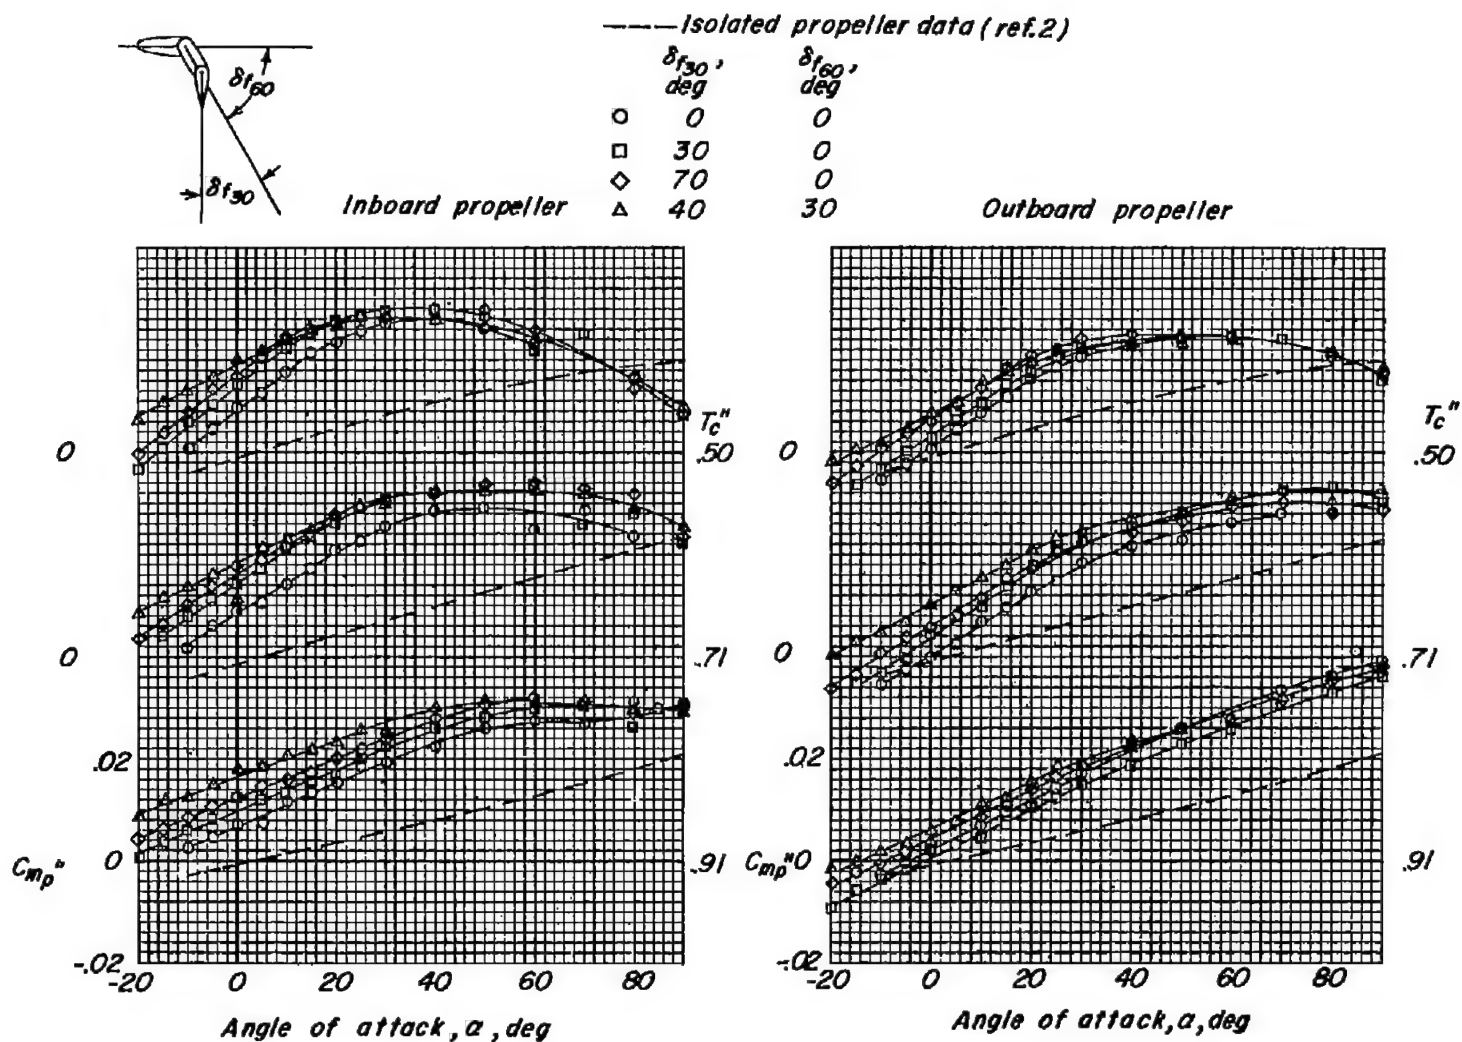 — — — Isolated propeller data (ref.2)
δf30, δf60,
deg deg
○ 0 0
□ 30 0
◇ 70 0
△ 40 30
δf60
δf30
Inboard propeller
Outboard propeller
Tc"
Tc"
0 .50 0 .50
0 .71 0 .71
.02 .02
Cmp" 0 .91 Cmp" 0 .91
-.02 -.02
-20 0 20 40 60 80 -20 0 20 40 60 80
Angle of attack, α, deg
Angle of attack, α, deg